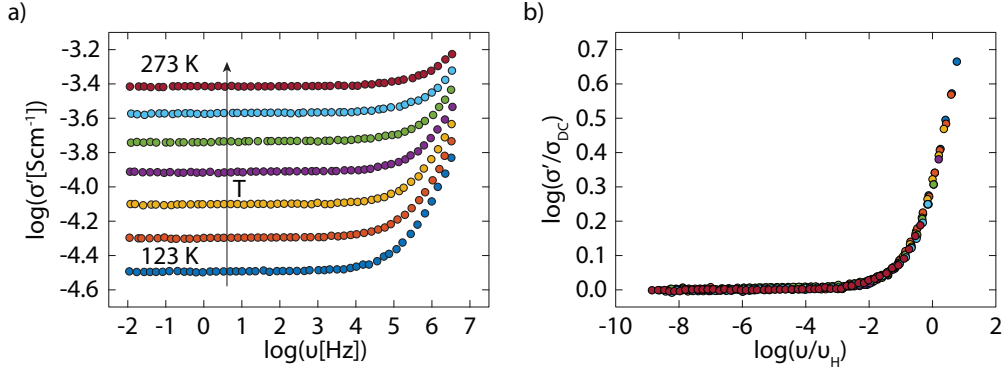 a)
log(σ'[Scm⁻¹])
-3.2
-3.4
-3.6
-3.8
-4.0
-4.2
-4.4
-4.6
273 K
T
123 K
-2 -1 0 1 2 3 4 5 6 7
log(υ[Hz])
b)
log(σ'/σ_DC)
0.7
0.6
0.5
0.4
0.3
0.2
0.1
0.0
-10 -8 -6 -4 -2 0 2
log(υ/υ_H)